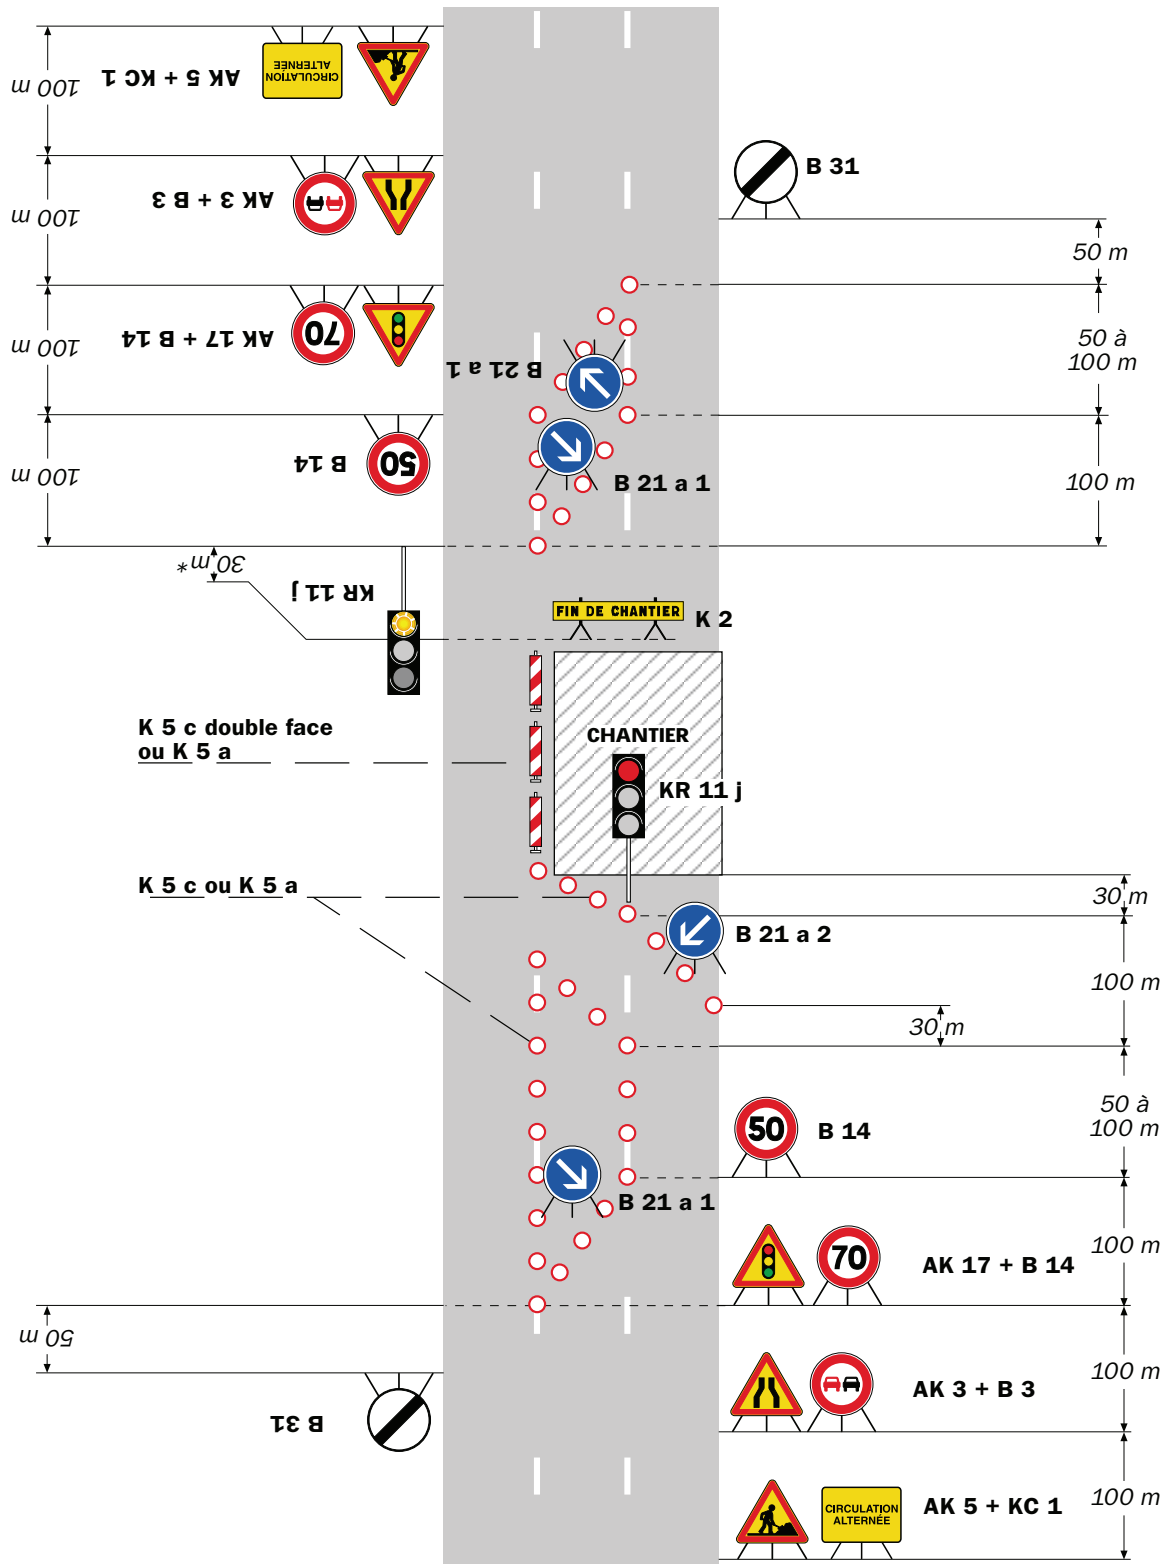 100 m
AK 5 + KC 1
CIRCULATION
ALTERNÉE
100 m
AK 3 + B 3
B 31
50 m
100 m
AK 17 + B 14
70
B 21 a 1
50 à
100 m
100 m
B 14
50
B 21 a 1
100 m
30 m*
KR 11 j
FIN DE CHANTIER
K 2
K 5 c double face
ou K 5 a
CHANTIER
KR 11 j
K 5 c ou K 5 a
30 m
B 21 a 2
100 m
30 m
50 à
100 m
50
B 14
B 21 a 1
70
AK 17 + B 14
100 m
50 m
AK 3 + B 3
100 m
B 31
CIRCULATION
ALTERNÉE
AK 5 + KC 1
100 m